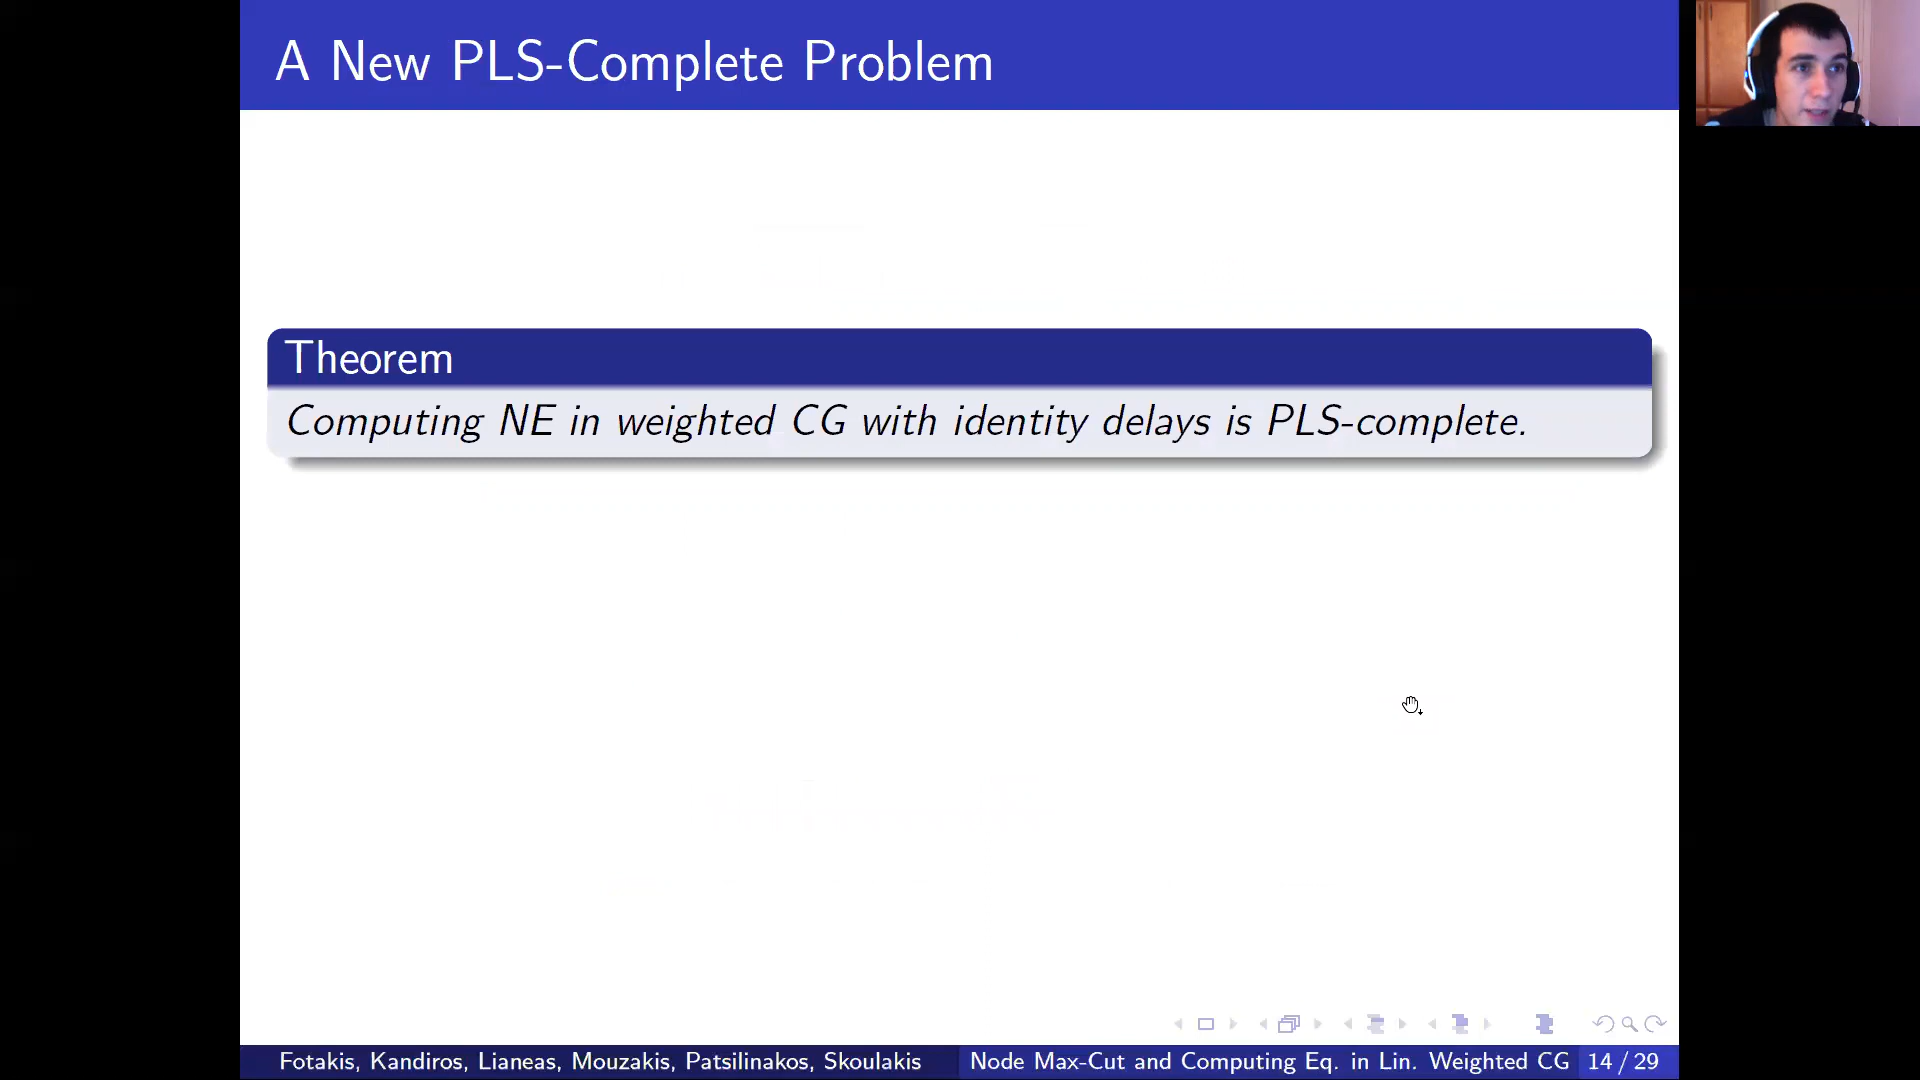 A New PLS-Complete Problem
Theorem
Computing NE in weighted CG with identity delays is PLS-complete.
Fotakis, Kandiros, Lianeas, Mouzakis, Patsilinakos, Skoulakis
Node Max-Cut and Computing Eq. in Lin. Weighted CG
14 / 29